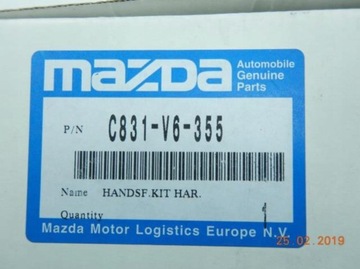 mazda
Automobile
Genuine
Parts
P/N C831-V6-355
Name HANDSF.KIT HAR.
Quantity 1
Mazda Motor Logistics Europe N.V.
25.02.2019